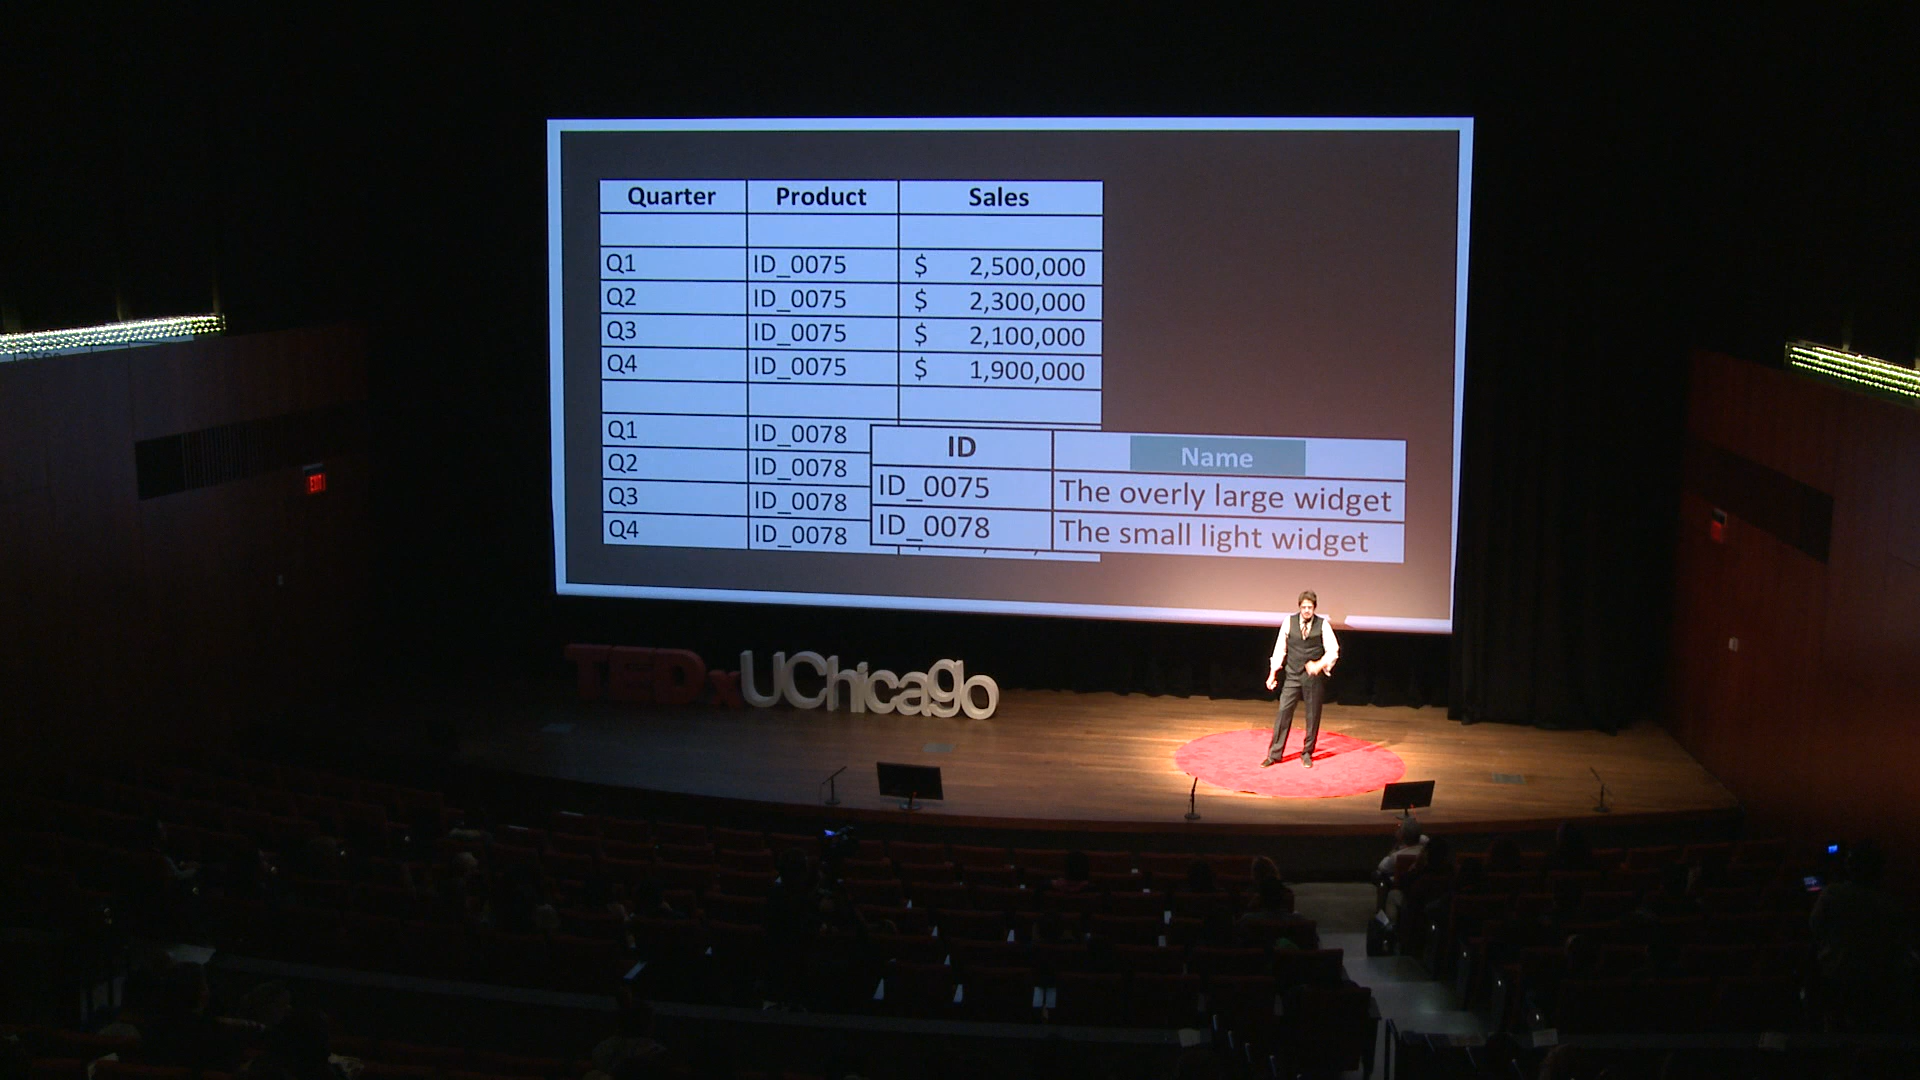 Quarter Product Sales
Q1 ID_0075 $ 2,500,000
Q2 ID_0075 $ 2,300,000
Q3 ID_0075 $ 2,100,000
Q4 ID_0075 $ 1,900,000
Q1 ID_0078
Q2 ID_0078
Q3 ID_0078
Q4 ID_0078
ID Name
ID_0075 The overly large widget
ID_0078 The small light widget
EXIT
TEDxUChicago